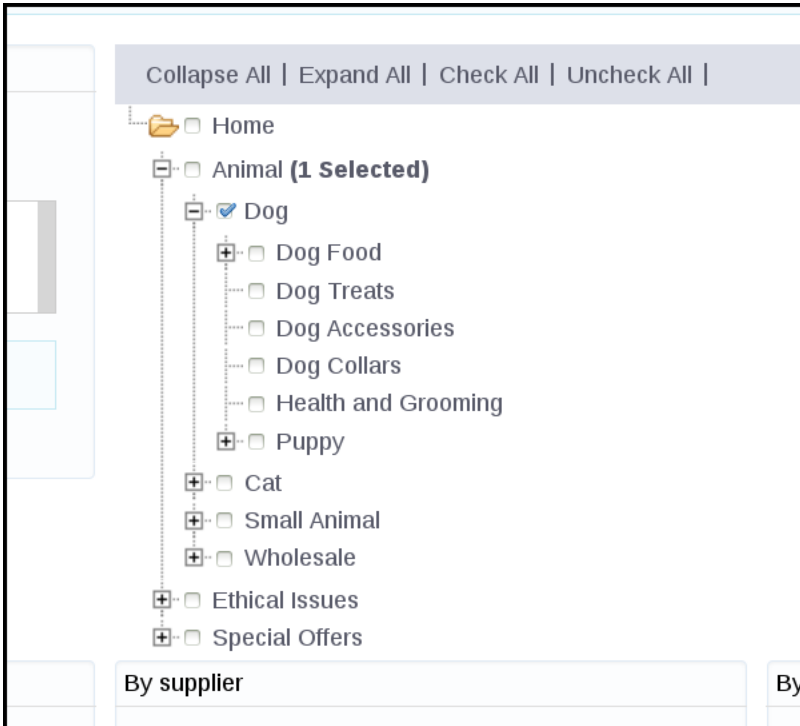 Collapse All | Expand All | Check All | Uncheck All |
Home
Animal (1 Selected)
Dog
Dog Food
Dog Treats
Dog Accessories
Dog Collars
Health and Grooming
Puppy
Cat
Small Animal
Wholesale
Ethical Issues
Special Offers
By supplier
By